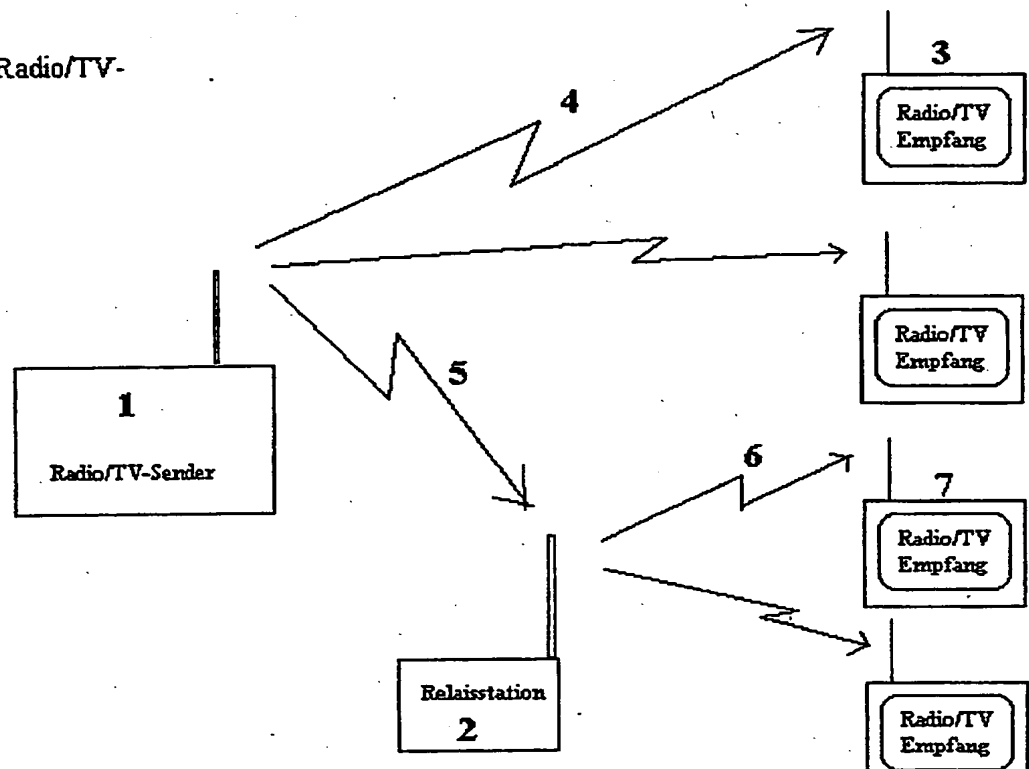 Radio/TV-
3
Radio/TV
Empfang
4
Radio/TV
Empfang
1
Radio/TV-Sender
5
6
7
Radio/TV
Empfang
Relaisstation
2
Radio/TV
Empfang